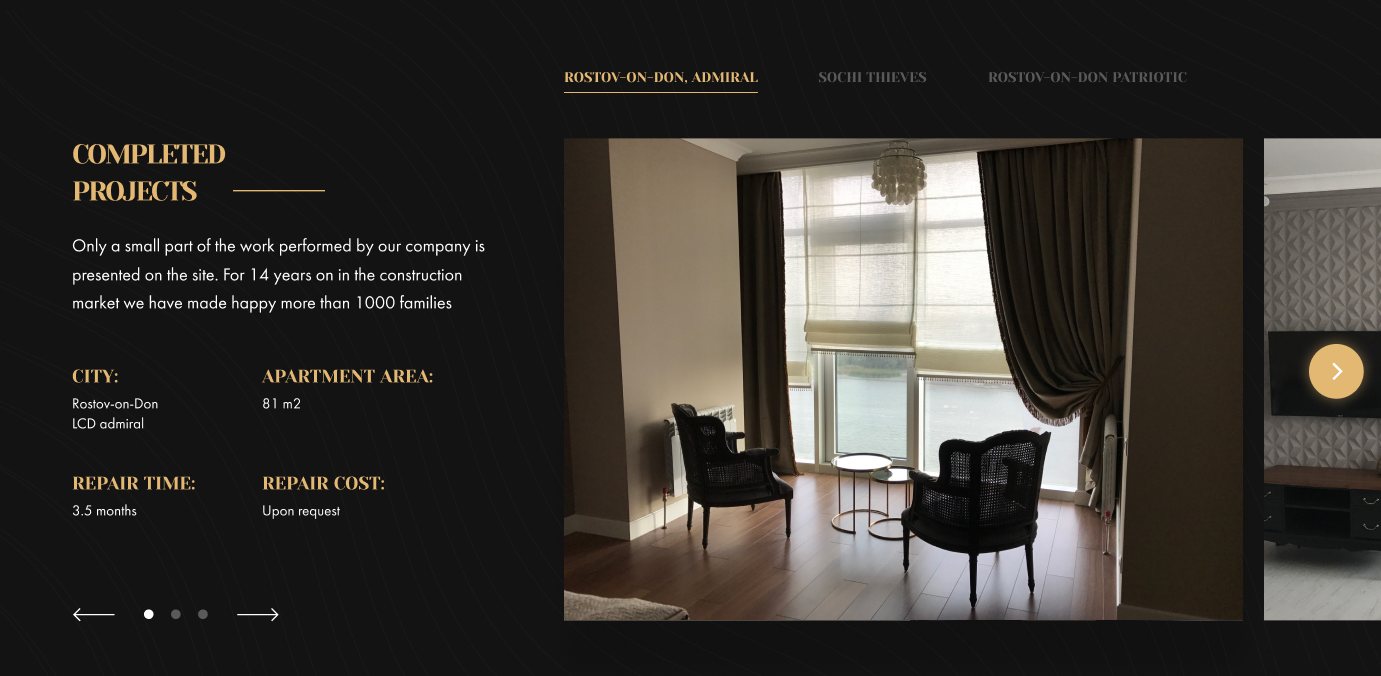 ROSTOV-ON-DON, ADMIRAL
SOCHI THIEVES
ROSTOV-ON-DON PATRIOTIC
COMPLETED
PROJECTS
Only a small part of the work performed by our company is
presented on the site. For 14 years on in the construction
market we have made happy more than 1000 families
CITY:
Rostov-on-Don
LCD admiral
APARTMENT AREA:
81 m2
REPAIR TIME:
3.5 months
REPAIR COST:
Upon request